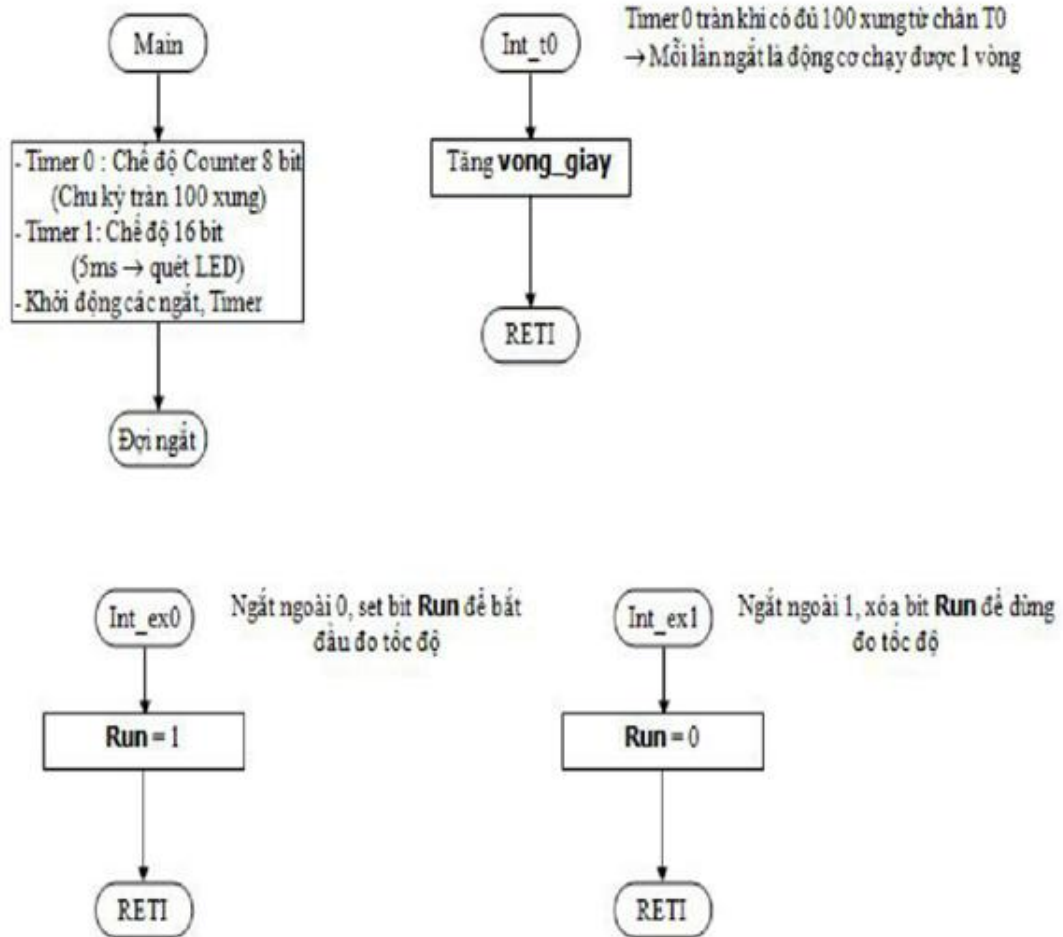 Main
- Timer 0 : Chế độ Counter 8 bit
(Chu kỳ tràn 100 xung)
- Timer 1: Chế độ 16 bit
(5ms → quét LED)
- Khởi động các ngắt, Timer
Đợi ngắt
Int_t0
Timer 0 tràn khi có đủ 100 xung từ chân T0
→ Mỗi lần ngắt là động cơ chạy được 1 vòng
Tăng vong_giay
RETI
Int_ex0
Ngắt ngoài 0, set bit Run để bắt
đầu đo tốc độ
Run = 1
RETI
Int_ex1
Ngắt ngoài 1, xóa bit Run để dừng
đo tốc độ
Run = 0
RETI